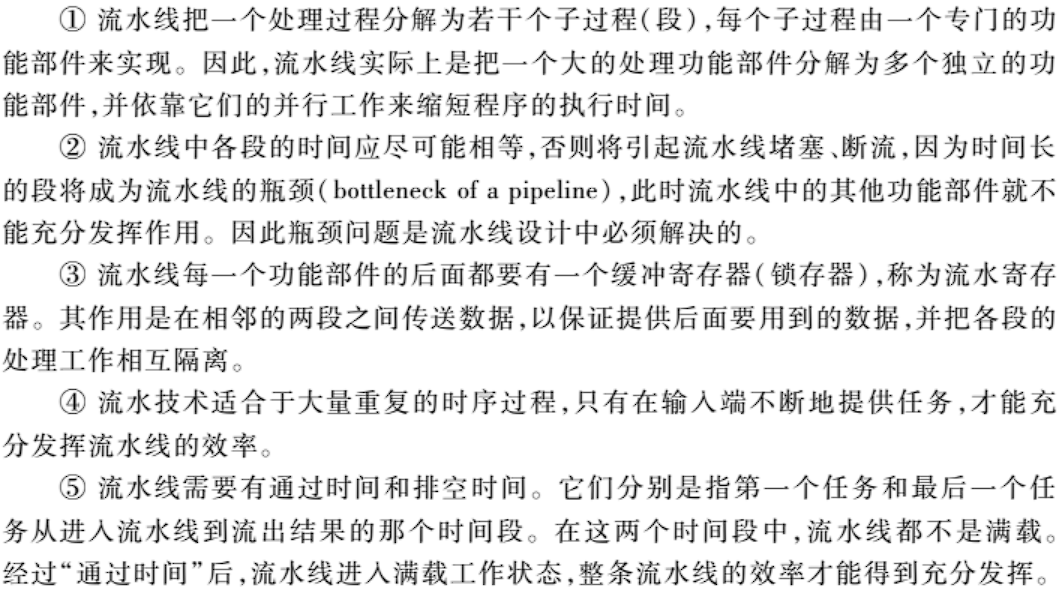 ① 流水线把一个处理过程分解为若干个子过程(段),每个子过程由一个专门的功
能部件来实现。因此,流水线实际上是把一个大的处理功能部件分解为多个独立的功
能部件,并依靠它们的并行工作来缩短程序的执行时间。
② 流水线中各段的时间应尽可能相等,否则将引起流水线堵塞、断流,因为时间长
的段将成为流水线的瓶颈(bottleneck of a pipeline),此时流水线中的其他功能部件就不
能充分发挥作用。因此瓶颈问题是流水线设计中必须解决的。
③ 流水线每一个功能部件的后面都要有一个缓冲寄存器(锁存器),称为流水寄存
器。其作用是在相邻的两段之间传送数据,以保证提供后面要用到的数据,并把各段的
处理工作相互隔离。
④ 流水技术适合于大量重复的时序过程,只有在输入端不断地提供任务,才能充
分发挥流水线的效率。
⑤ 流水线需要有通过时间和排空时间。它们分别是指第一个任务和最后一个任
务从进入流水线到流出结果的那个时间段。在这两个时间段中,流水线都不是满载。
经过“通过时间”后,流水线进入满载工作状态,整条流水线的效率才能得到充分发挥。